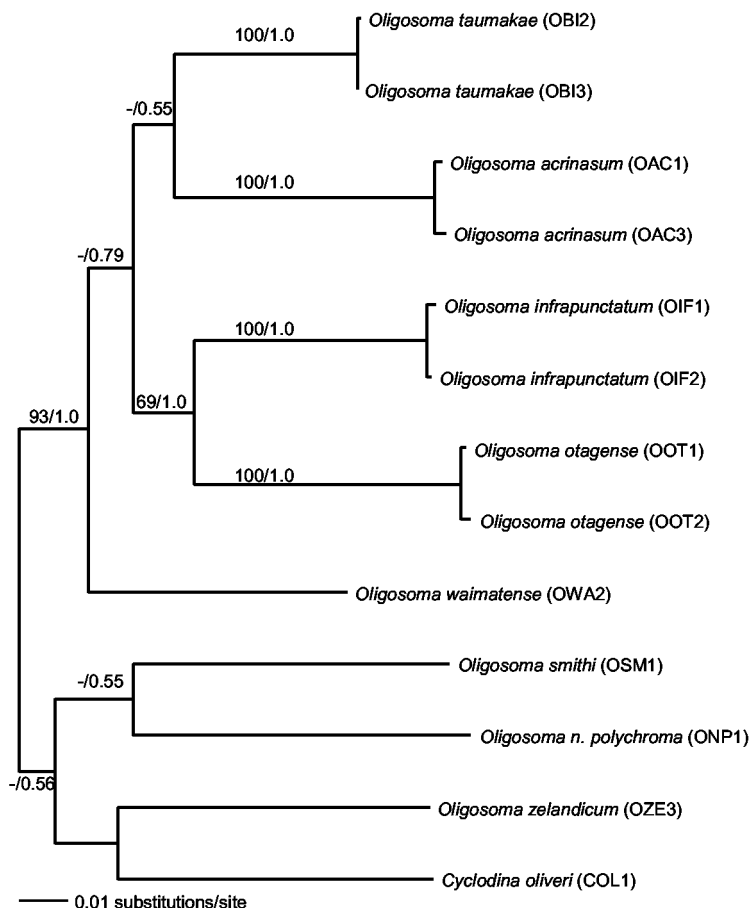 Oligosoma taumakae (OBI2)
100/1.0
Oligosoma taumakae (OBI3)
-/0.55
Oligosoma acrinasum (OAC1)
100/1.0
Oligosoma acrinasum (OAC3)
-/0.79
Oligosoma infrapunctatum (OIF1)
100/1.0
Oligosoma infrapunctatum (OIF2)
69/1.0
93/1.0
Oligosoma otagense (OOT1)
100/1.0
Oligosoma otagense (OOT2)
Oligosoma waimatense (OWA2)
Oligosoma smithi (OSM1)
-/0.55
Oligosoma n. polychroma (ONP1)
-/0.56
Oligosoma zelandicum (OZE3)
Cyclodina oliveri (COL1)
0.01 substitutions/site